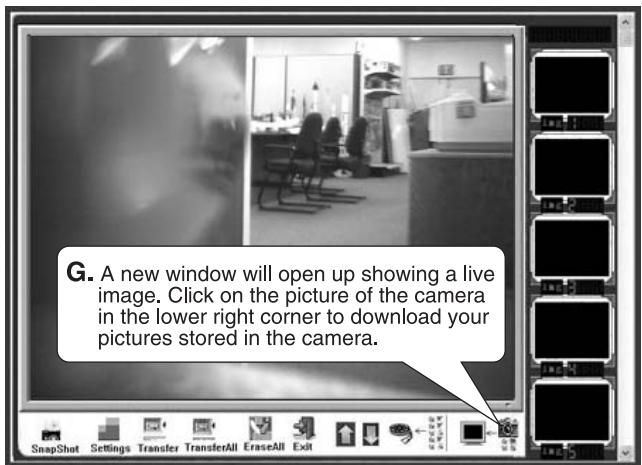 G. A new window will open up showing a live
image. Click on the picture of the camera
in the lower right corner to download your
pictures stored in the camera.
SnapShot Settings Transfer TransferAll EraseAll Exit